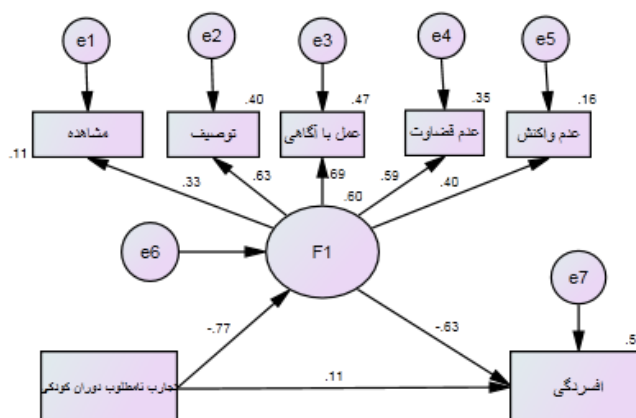 e1
e2
e3
e4
e5
.40
.47
.35
.16
مشاهده
توصیف
عمل با آگاهی
عدم قضاوت
عدم واکنش
.11
.33
.63
.69
.59
.40
.60
e6
F1
e7
-.77
-.63
تجارب نامطلوب دوران کودکی
.11
افسردگی